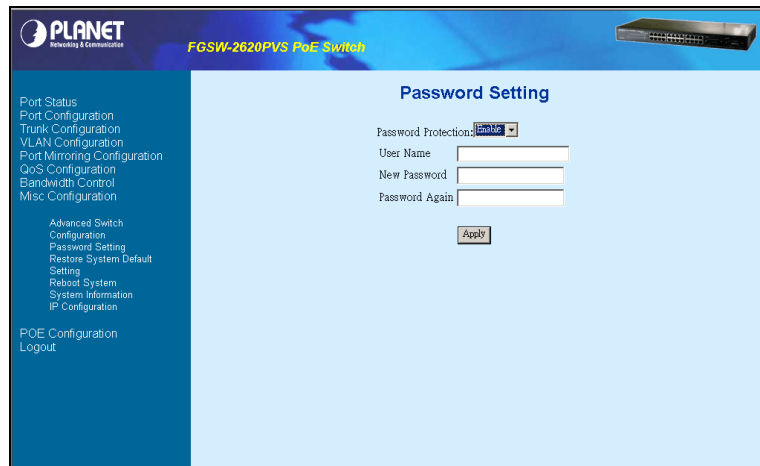 PLANET
Networking & Communication
FGSW-2620PVS PoE Switch
Port Status
Port Configuration
Trunk Configuration
VLAN Configuration
Port Mirroring Configuration
QoS Configuration
Bandwidth Control
Misc Configuration
Advanced Switch
Configuration
Password Setting
Restore System Default
Setting
Reboot System
System Information
IP Configuration
POE Configuration
Logout
Password Setting
Password Protection: Enable
User Name
New Password
Password Again
Apply